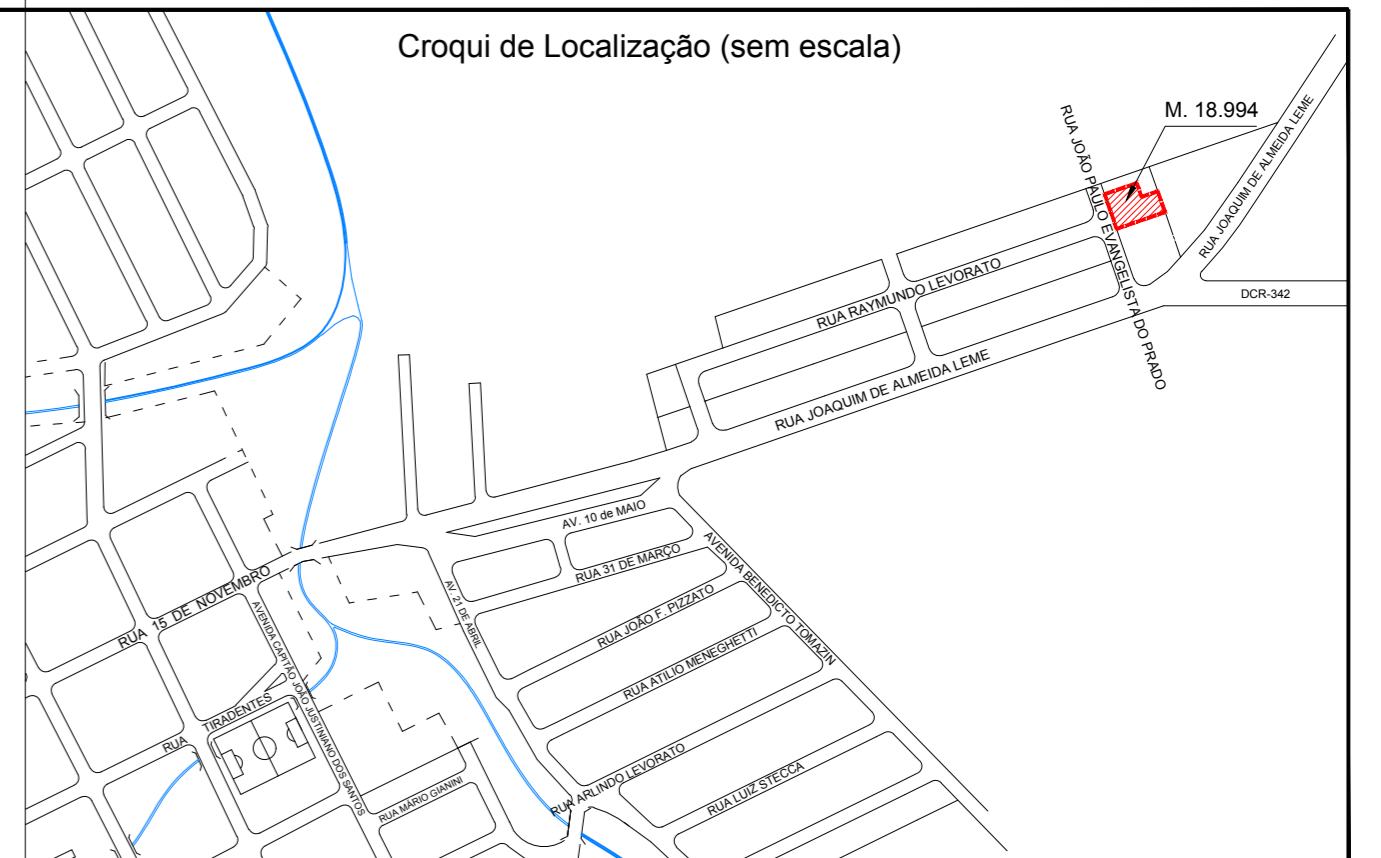 Croqui de Localização (sem escala)
M. 18.994
RUA JOÃO PAULO EVANGELISTA DO PRADO
RUA JOAQUIM DE ALMEIDA LEME
DCR-342
RUA RAYMUNDO LEVORATO
RUA JOAQUIM DE ALMEIDA LEME
AV. 10 de MAIO
RUA 31 DE MARÇO
AVENIDA BENEDICTO TOMAZIN
RUA 15 DE NOVEMBRO
AV. 21 DE ABRIL
RUA JOÃO F. PIZZATO
RUA ATILIO MENEGHETTI
AVENIDA CAPITÃO JOÃO JUSTINIANO DOS SANTOS
RUA TIRADENTES
RUA ARLINDO LEVORATO
RUA LUIZ STECCA
RUA MÁRIO GIANINI